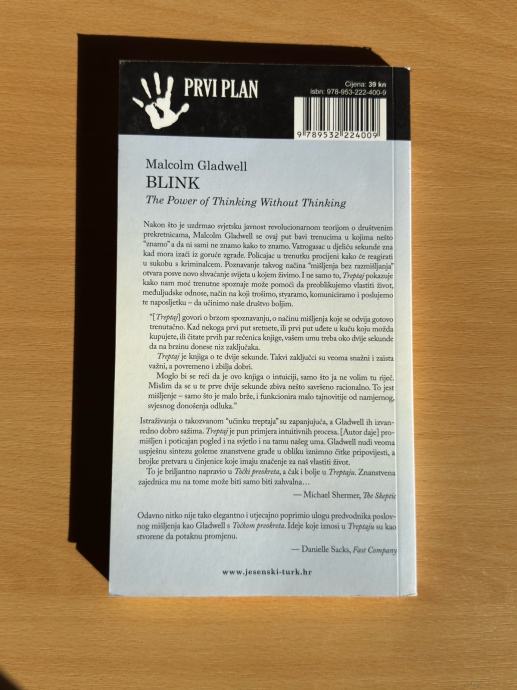 PRVI PLAN
Cijena: 39 kn
isbn: 978-953-222-400-9
9 789532 224009
Malcolm Gladwell
BLINK
The Power of Thinking Without Thinking
Nakon što je uzdrmao svjetsku javnost revolucionarnom teorijom o društvenim
prekretnicama, Malcolm Gladwell se ovaj put bavi trenucima u kojima nešto
“znamo” a da ni sami ne znamo kako to znamo. Vatrogasac u djeliću sekunde zna
kad mora izaći iz goruće zgrade. Policajac u trenutku procijeni kako će reagirati
u sukobu s kriminalcem. Poznavanje takvog načina “mišljenja bez razmišljanja”
otvara posve novo shvaćanje svijeta u kojem živimo. I ne samo to, Treptaj pokazuje
kako nam moć trenutne spoznaje može pomoći da preoblikujemo vlastiti život,
međuljudske odnose, način na koji trošimo, stvaramo, komuniciramo i poslujemo
te naposljetku – da učinimo naše društvo boljim.
“[Treptaj] govori o brzom spoznavanju, o načinu mišljenja koje se odvija gotovo
trenutačno. Kad nekoga prvi put sretnete, ili prvi put uđete u kuću koju možda
kupujete, ili čitate prvih par rečenica knjige, vašem umu treba oko dvije sekunde
da na brzinu donese niz zaključaka.
Treptaj je knjiga o te dvije sekunde. Takvi zaključci su veoma snažni i zaista
važni, a povremeno i zbilja dobri.
Moglo bi se reći da je ovo knjiga o intuiciji, samo što ja ne volim tu riječ.
Mislim da se u te prve dvije sekunde zbiva nešto savršeno racionalno. To jest
mišljenje – samo što je malo brže, i funkcionira malo tajnovitije od namjernog,
svjesnog donošenja odluka.”
Istraživanja o takozvanom “učinku treptaja” su zapanjujuća, a Gladwell ih izvan-
redno dobro sažima. Treptaj je pun primjera intuitivnih procesa. [Autor daje] pro-
mišljen i poticajan pogled i na svjetlo i na tamu našeg uma. Gladwell nudi veoma
uspješnu sintezu goleme znanstvene građe u obliku iznimno čitke pripovijesti, a
brojke pretvara u činjenice koje imaju značenje za naš vlastiti život.
To je briljantno napravio u Točki preokreta, a čak i bolje u Treptaju. Znanstvena
zajednica mu na tome može biti samo biti zahvalna…
— Michael Shermer, The Skeptic
Odavno nitko nije tako elegantno i utjecajno poprimio ulogu predvodnika poslov-
nog mišljenja kao Gladwell s Točkom preokreta. Ideje koje iznosi u Treptaju su kao
stvorene da potaknu promjenu.
— Danielle Sacks, Fast Company
www.jesenski-turk.hr